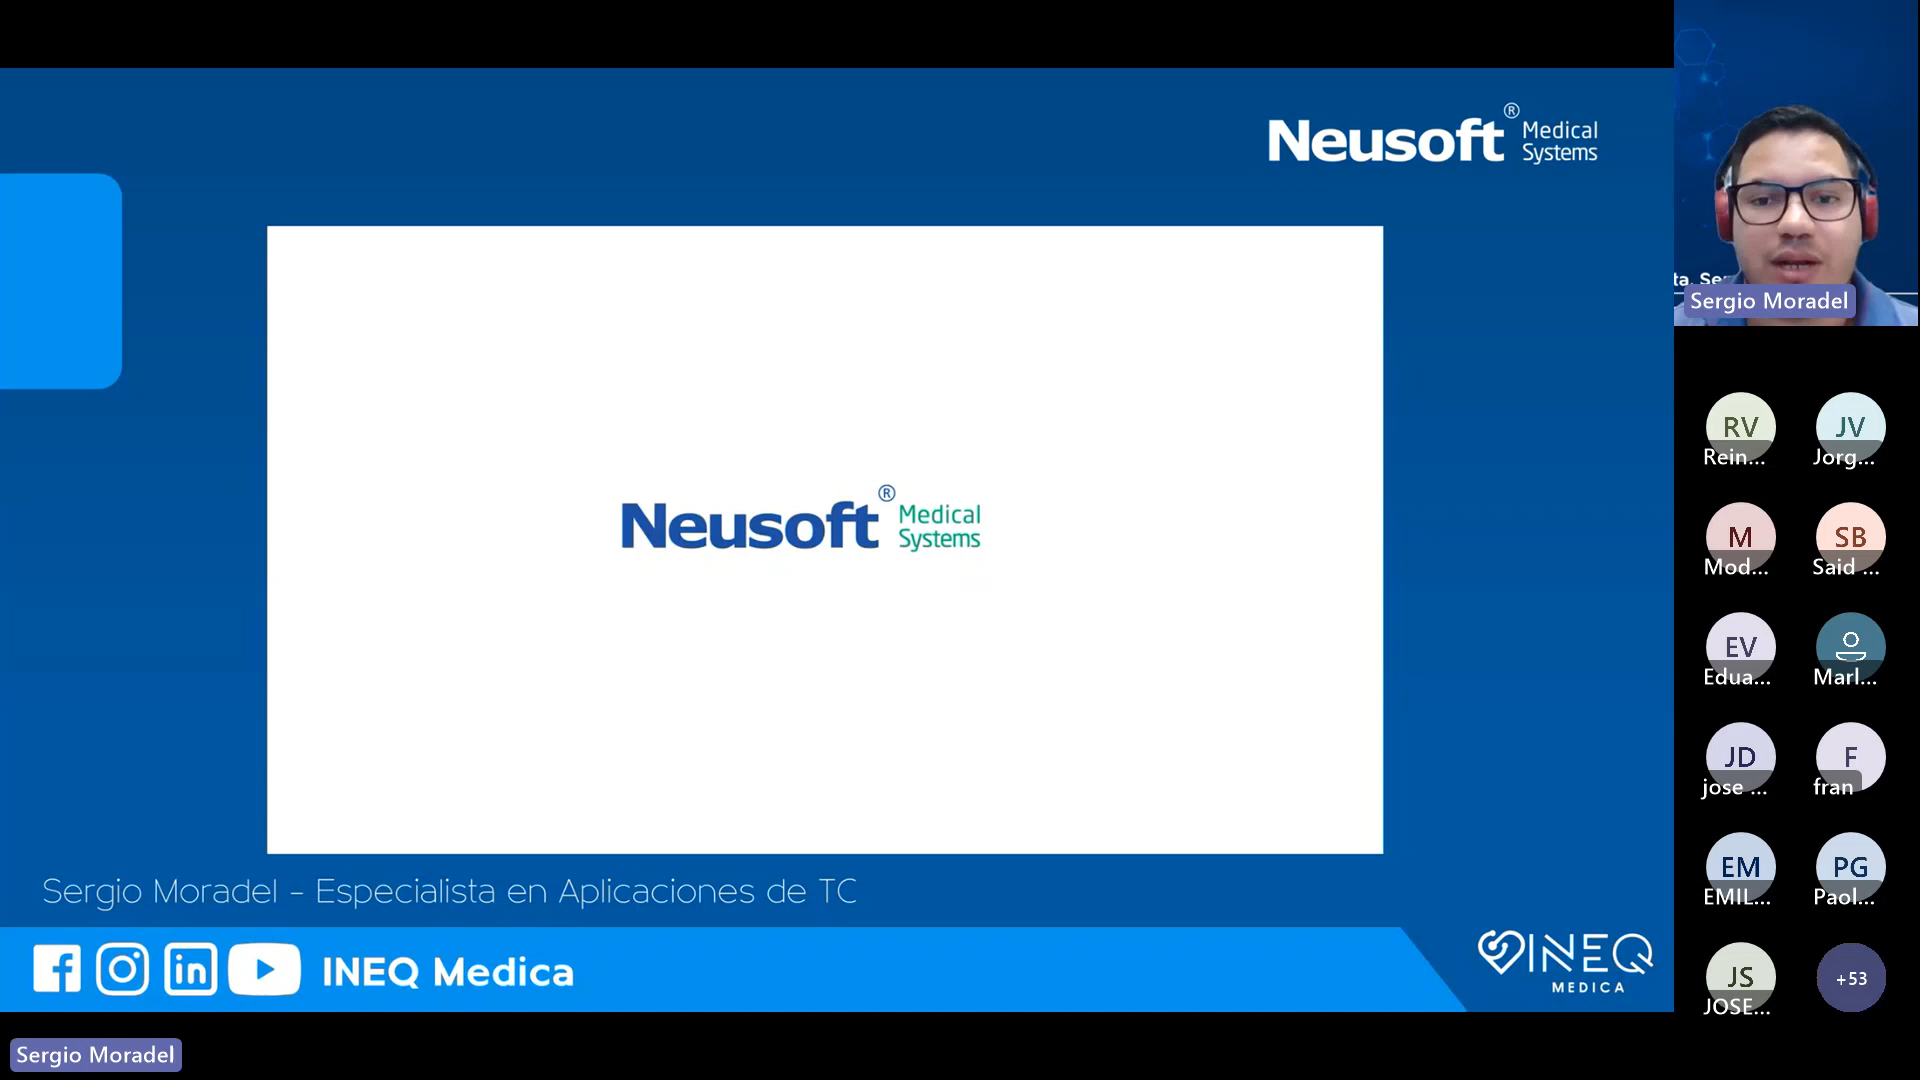 Neusoft® Medical Systems
Neusoft® Medical Systems
Sergio Moradel - Especialista en Aplicaciones de TC
INEQ Medica
INEQ
MEDICA
Sergio Moradel
ta, Se
Sergio Moradel
RV
Rein...
JV
Jorg...
M
Mod...
SB
Said ...
EV
Edua...
Marl...
JD
jose ...
F
fran
EM
EMIL...
PG
Paol...
JS
JOSE...
+53